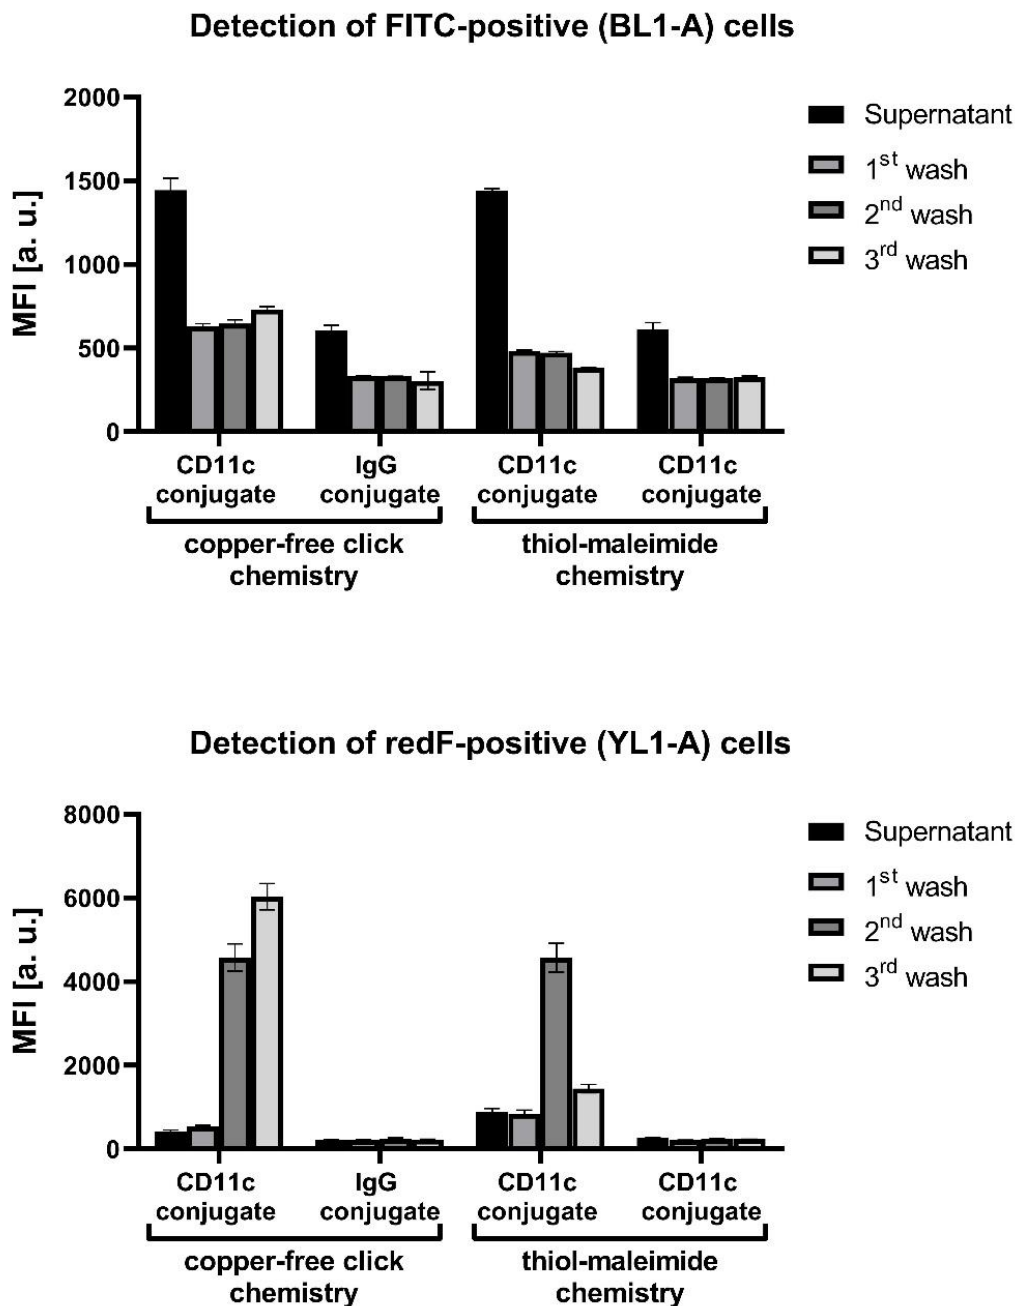 Detection of FITC-positive (BL1-A) cells
MFI [a. u.]
2000
1500
1000
500
0
Supernatant
1st wash
2nd wash
3rd wash
CD11c conjugate
IgG conjugate
CD11c conjugate
CD11c conjugate
copper-free click
chemistry
thiol-maleimide
chemistry
Detection of redF-positive (YL1-A) cells
MFI [a. u.]
8000
6000
4000
2000
0
Supernatant
1st wash
2nd wash
3rd wash
CD11c conjugate
IgG conjugate
CD11c conjugate
CD11c conjugate
copper-free click
chemistry
thiol-maleimide
chemistry